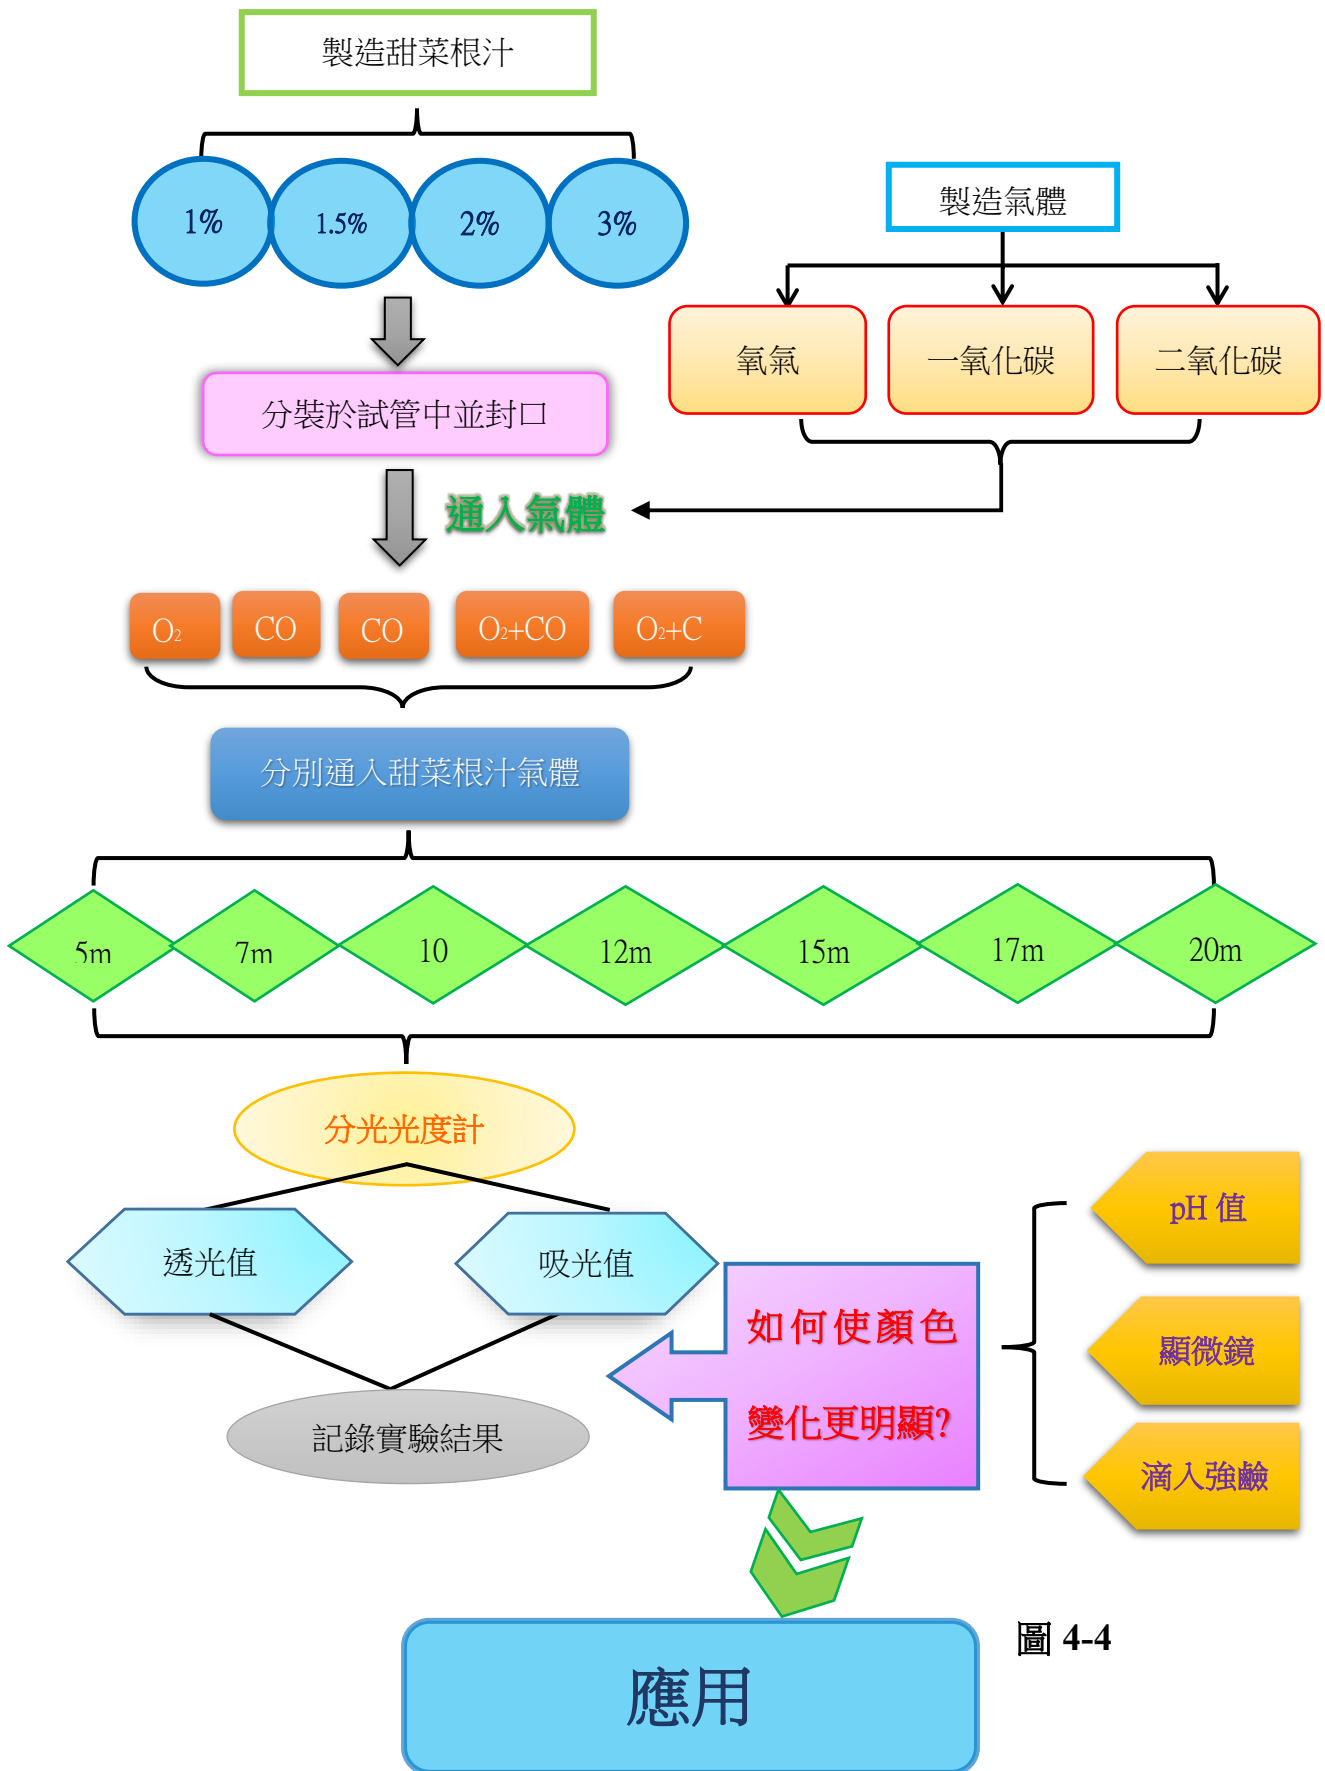 製造甜菜根汁
1%
1.5%
2%
3%
製造氣體
氧氣
一氧化碳
二氧化碳
分裝於試管中並封口
通入氣體
O₂
CO
CO
O₂+CO
O₂+C
分別通入甜菜根汁氣體
5m
7m
10
12m
15m
17m
20m
分光光度計
透光值
吸光值
記錄實驗結果
如何使顏色
變化更明顯?
pH 值
顯微鏡
滴入強鹼
圖 4-4
應用